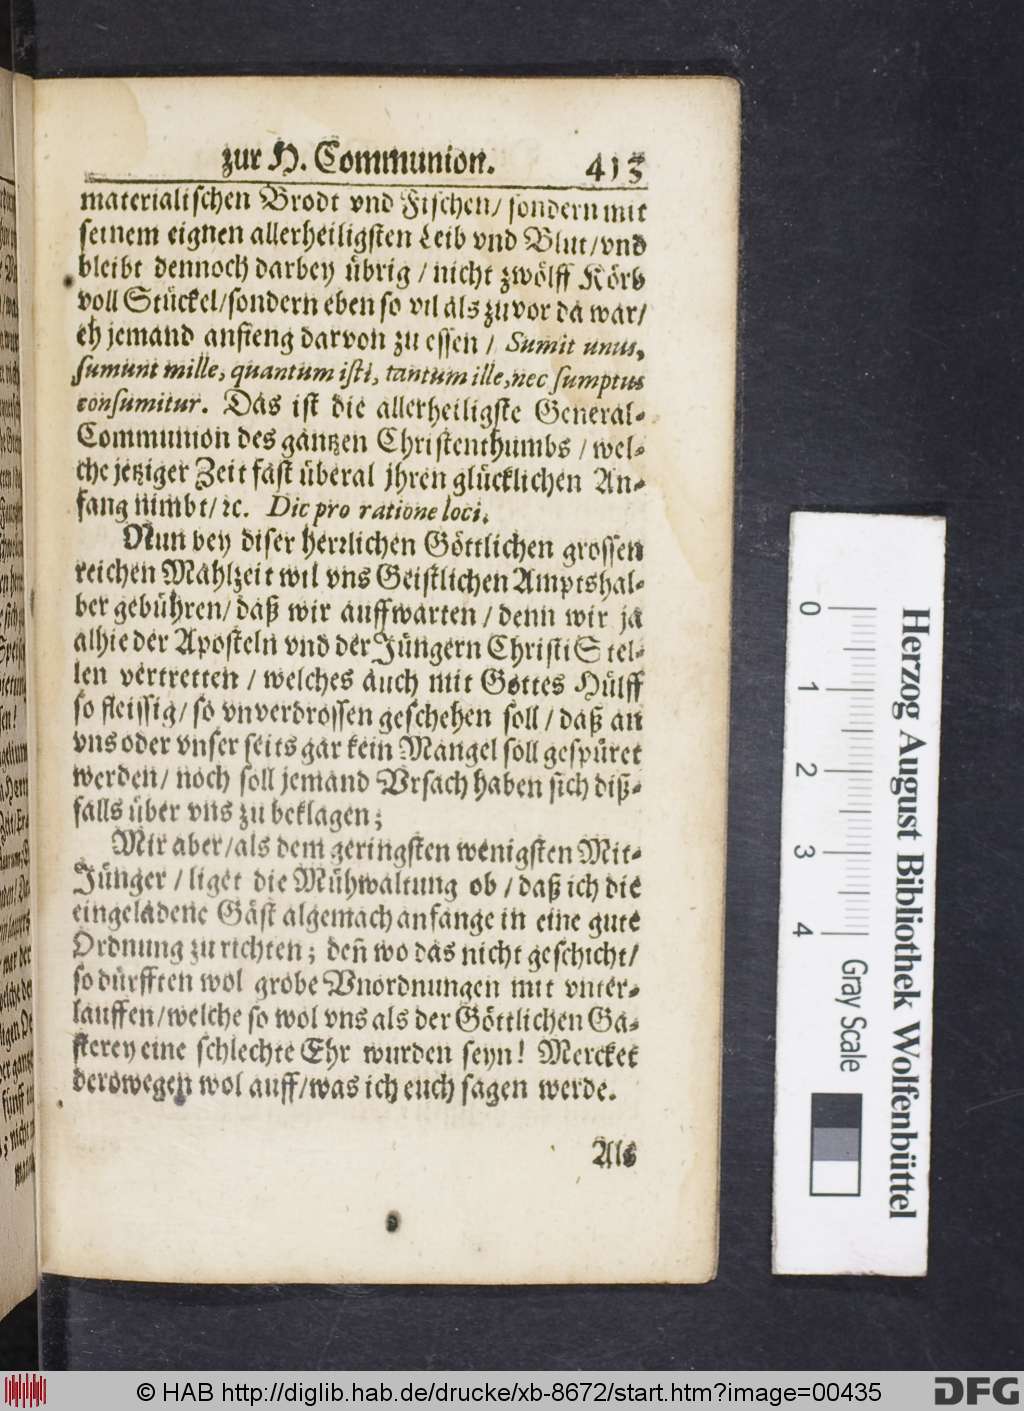 zur H. Communion. 413
materialischen Brodt vnd Fischen/ sondern mit
seinem eignen allerheiligsten Leib vnd Blut/vnd
bleibt dennoch darbey übrig / nicht zwölff Körb
voll Stückel/sondern eben so vil als zuvor da war/
eh jemand anfieng darvon zu essen / Sumit unus,
sumunt mille, quantum isti, tantum ille, nec sumptus
consumitur. Das ist die allerheiligste General-
Communion des gantzen Christenthumbs / wel-
che jetziger Zeit fast überal jhren glücklichen An-
fang nimbt/ ꝛc. Dic pro ratione loci.
Nun bey diser herrlichen Göttlichen grossen
reichen Mahlzeit wil vns Geistlichen Amptshal-
ber gebühren/ daß wir auffwarten / denn wir ja
alhie der Aposteln vnd der Jüngern Christi Stel-
len vertretten / welches auch mit Gottes Hülff
so fleissig/ so vnverdrossen geschehen soll / daß an
vns oder vnser seits gar kein Mangel soll gespüret
werden/ noch soll jemand Vrsach haben sich diß-
falls über vns zu beklagen;
Mir aber/als dem geringsten wenigsten Mit-
Jünger / liget die Mühwaltung ob / daß ich die
eingeladene Gäst algemach anfange in eine gute
Ordnung zu richten; deñ wo das nicht geschicht/
so dürfften wol grobe Vnordnungen mit vnter-
lauffen/welche so wol vns als der Göttlichen Ga-
sterey eine schlechte Ehr wurden seyn! Mercket
derowegen wol auff/was ich euch sagen werde.
Als
0 1 2 3 4
Gray Scale
Herzog August Bibliothek Wolfenbüttel
© HAB http://diglib.hab.de/drucke/xb-8672/start.htm?image=00435
DFG